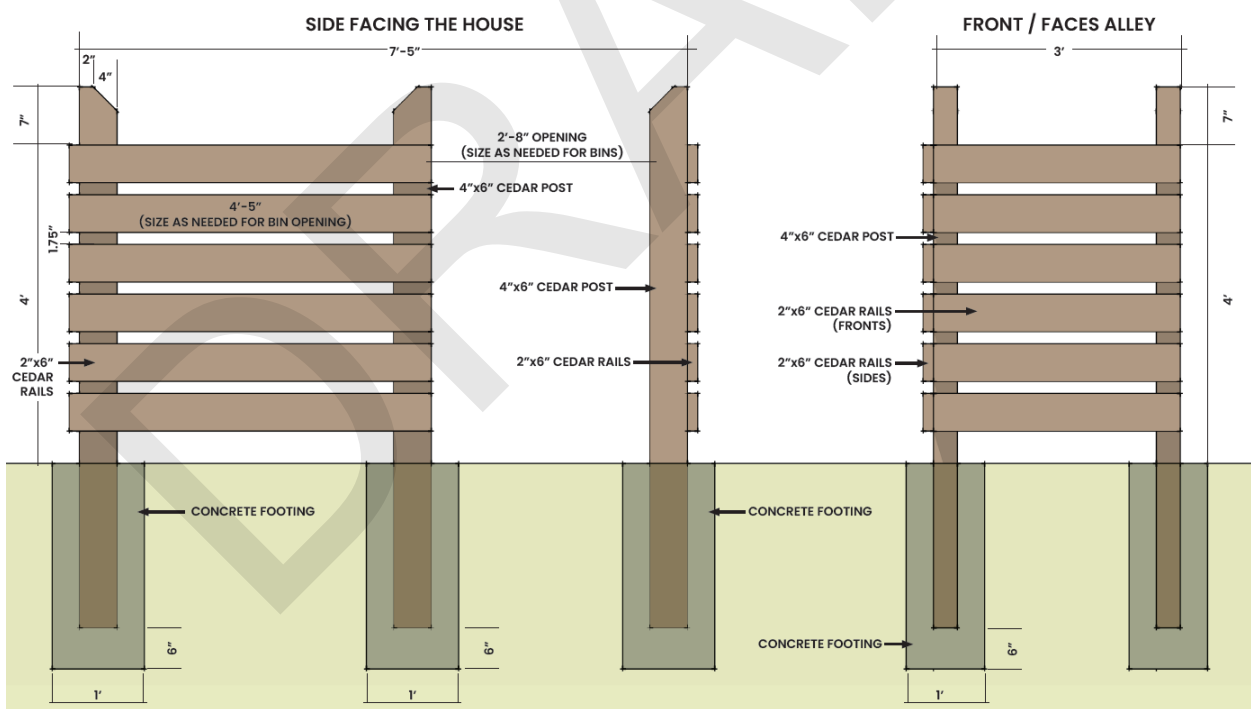 SIDE FACING THE HOUSE
FRONT / FACES ALLEY
7'-5"
3'
2"
4"
7"
7"
2'-8" OPENING
(SIZE AS NEEDED FOR BINS)
4"x6" CEDAR POST
4'-5"
(SIZE AS NEEDED FOR BIN OPENING)
1.75"
4"x6" CEDAR POST
4"x6" CEDAR POST
4'
4'
2"x6" CEDAR RAILS
(FRONTS)
2"x6"
CEDAR
RAILS
2"x6" CEDAR RAILS
2"x6" CEDAR RAILS
(SIDES)
CONCRETE FOOTING
CONCRETE FOOTING
CONCRETE FOOTING
6"
6"
6"
1'
1'
1'
DRA